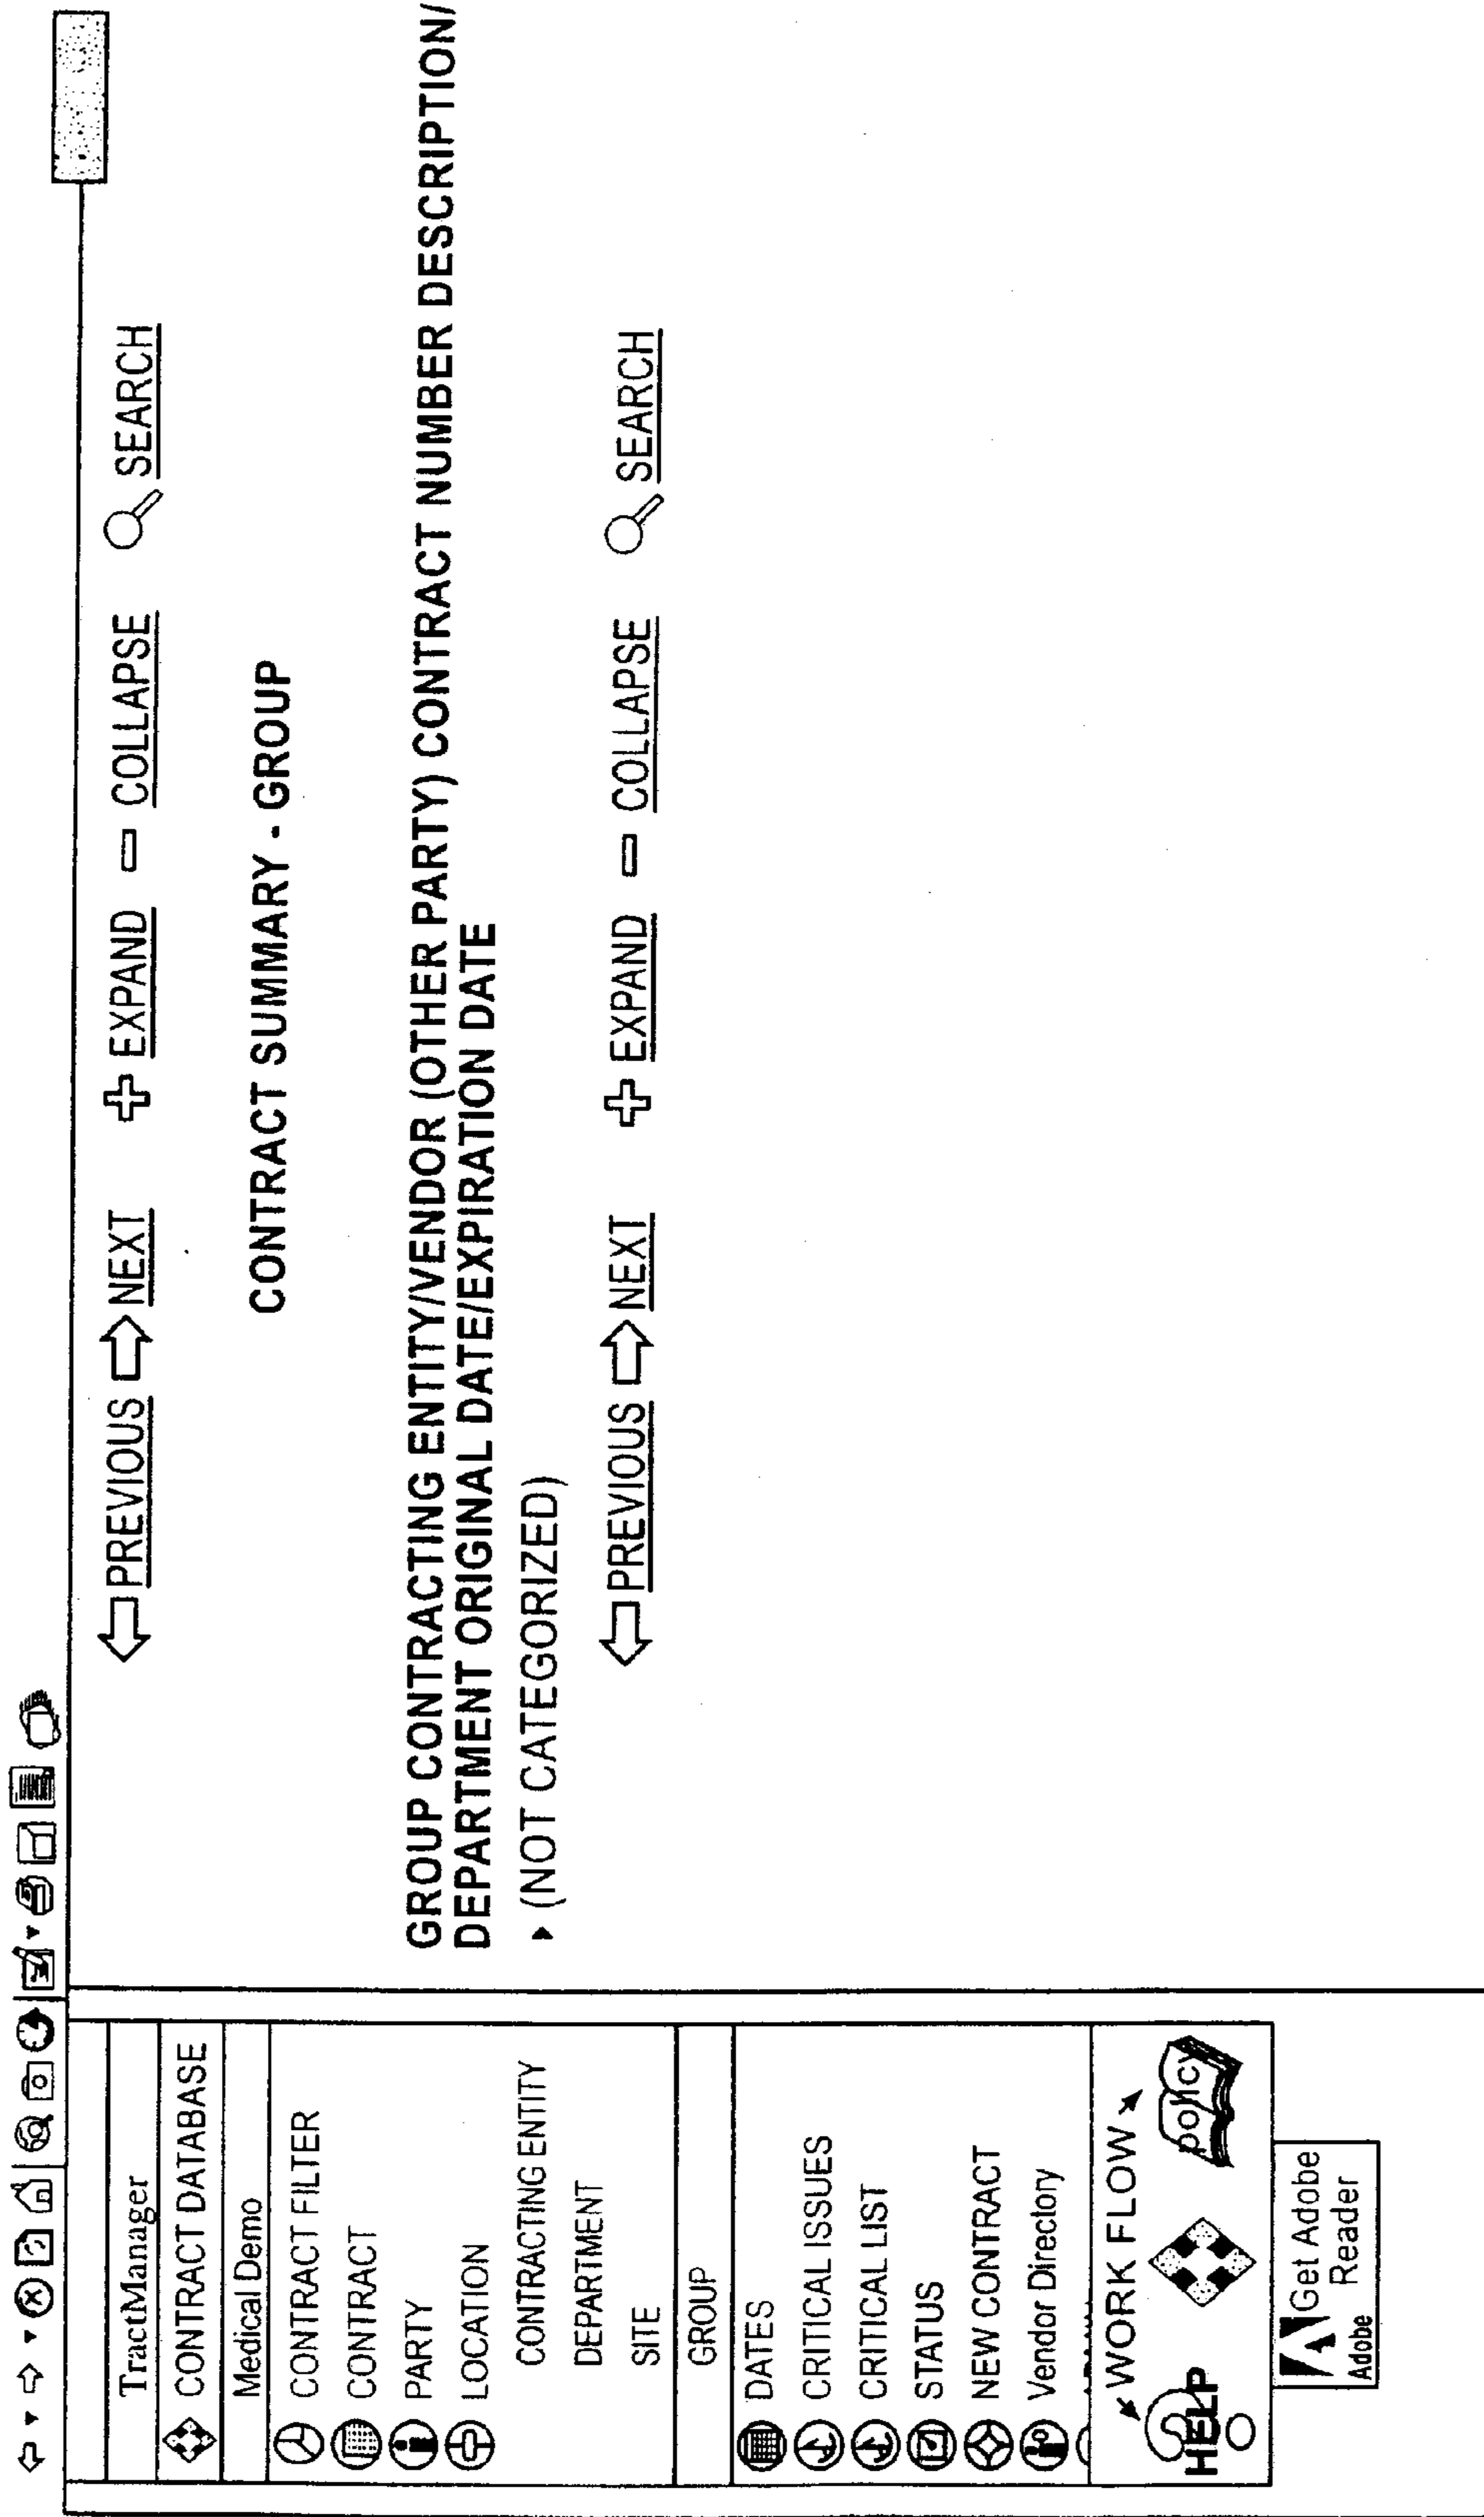 TractManager
CONTRACT DATABASE
Medical Demo
CONTRACT FILTER
CONTRACT
PARTY
LOCATION
CONTRACTING ENTITY
DEPARTMENT
SITE
GROUP
DATES
CRITICAL ISSUES
CRITICAL LIST
STATUS
NEW CONTRACT
Vendor Directory
WORK FLOW
HELP
policy
Get Adobe
Reader
Adobe
PREVIOUS NEXT EXPAND COLLAPSE SEARCH
CONTRACT SUMMARY - GROUP
GROUP CONTRACTING ENTITY/VENDOR (OTHER PARTY) CONTRACT NUMBER DESCRIPTION/
DEPARTMENT ORIGINAL DATE/EXPIRATION DATE
(NOT CATEGORIZED)
PREVIOUS NEXT EXPAND COLLAPSE SEARCH